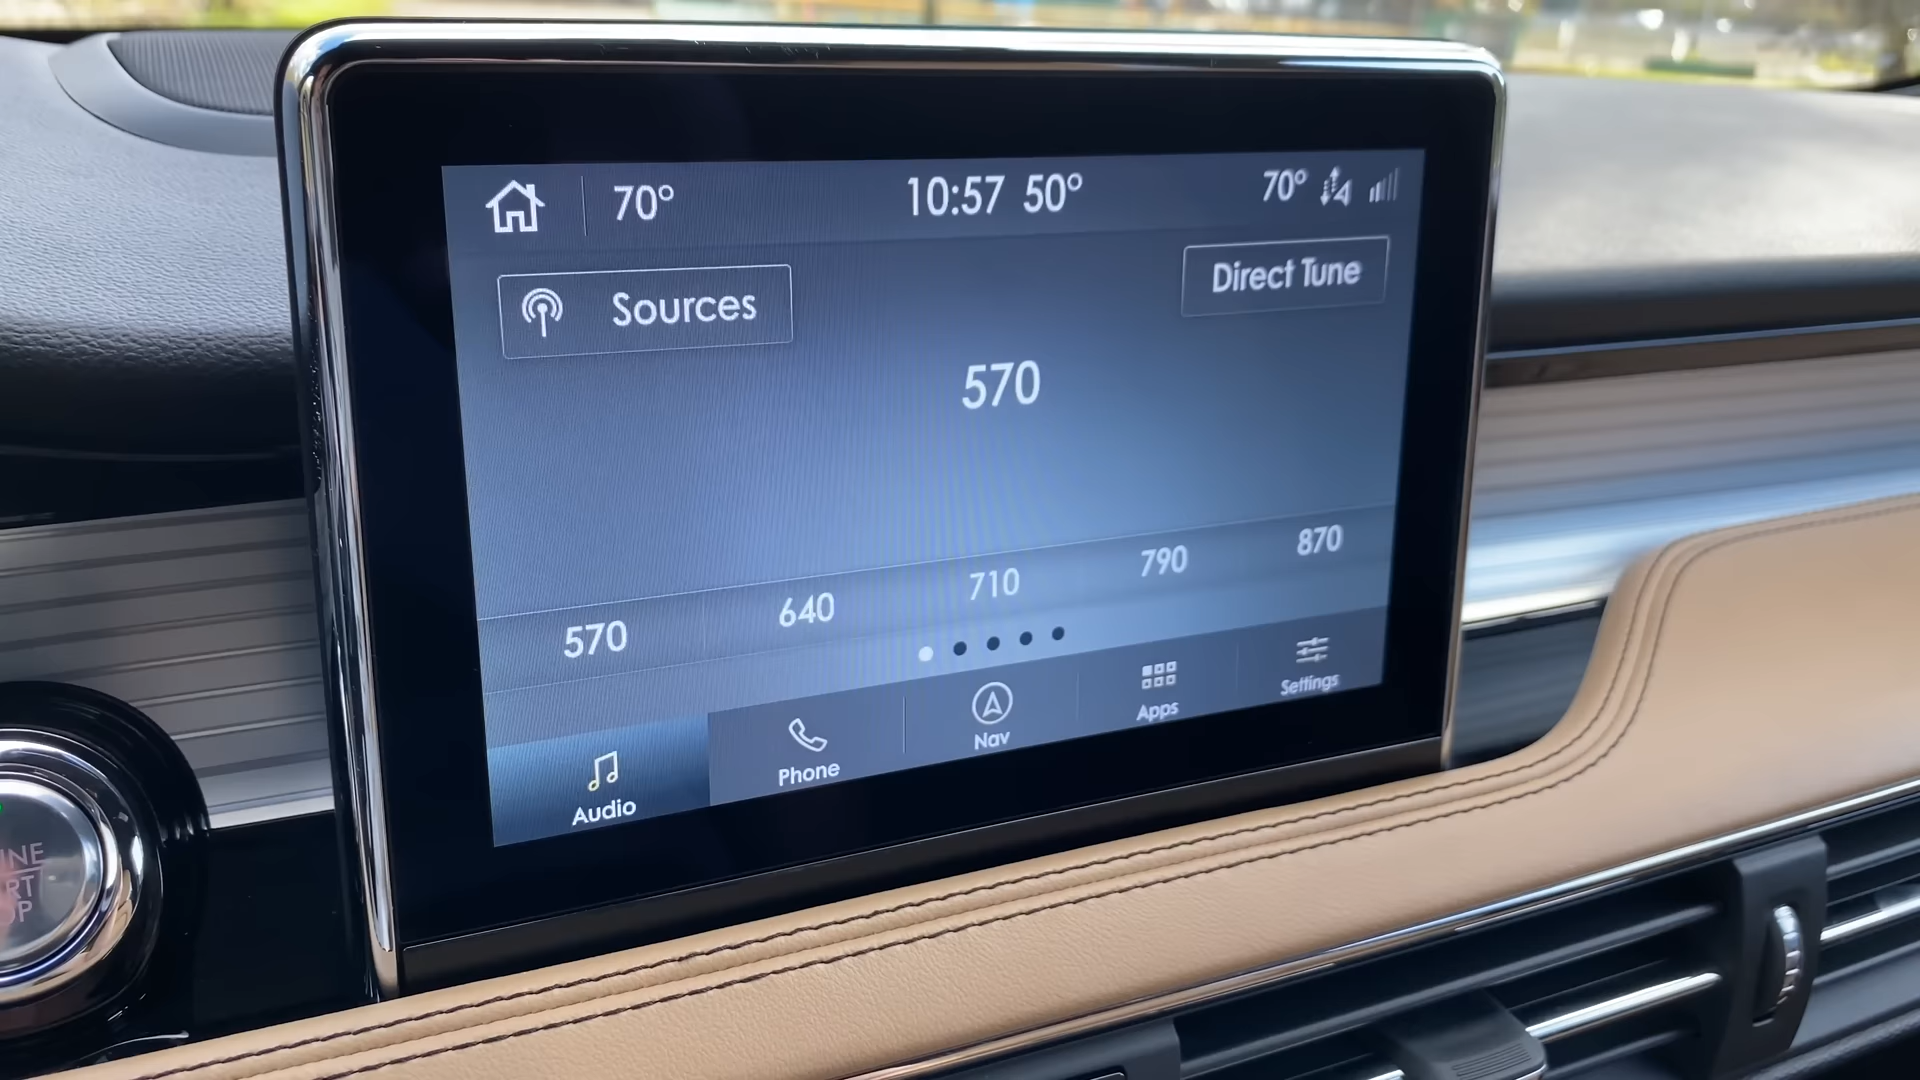 70° 10:57 50° 70°
Sources
Direct Tune
570
570 640 710 790 870
Audio Phone Nav Apps Settings